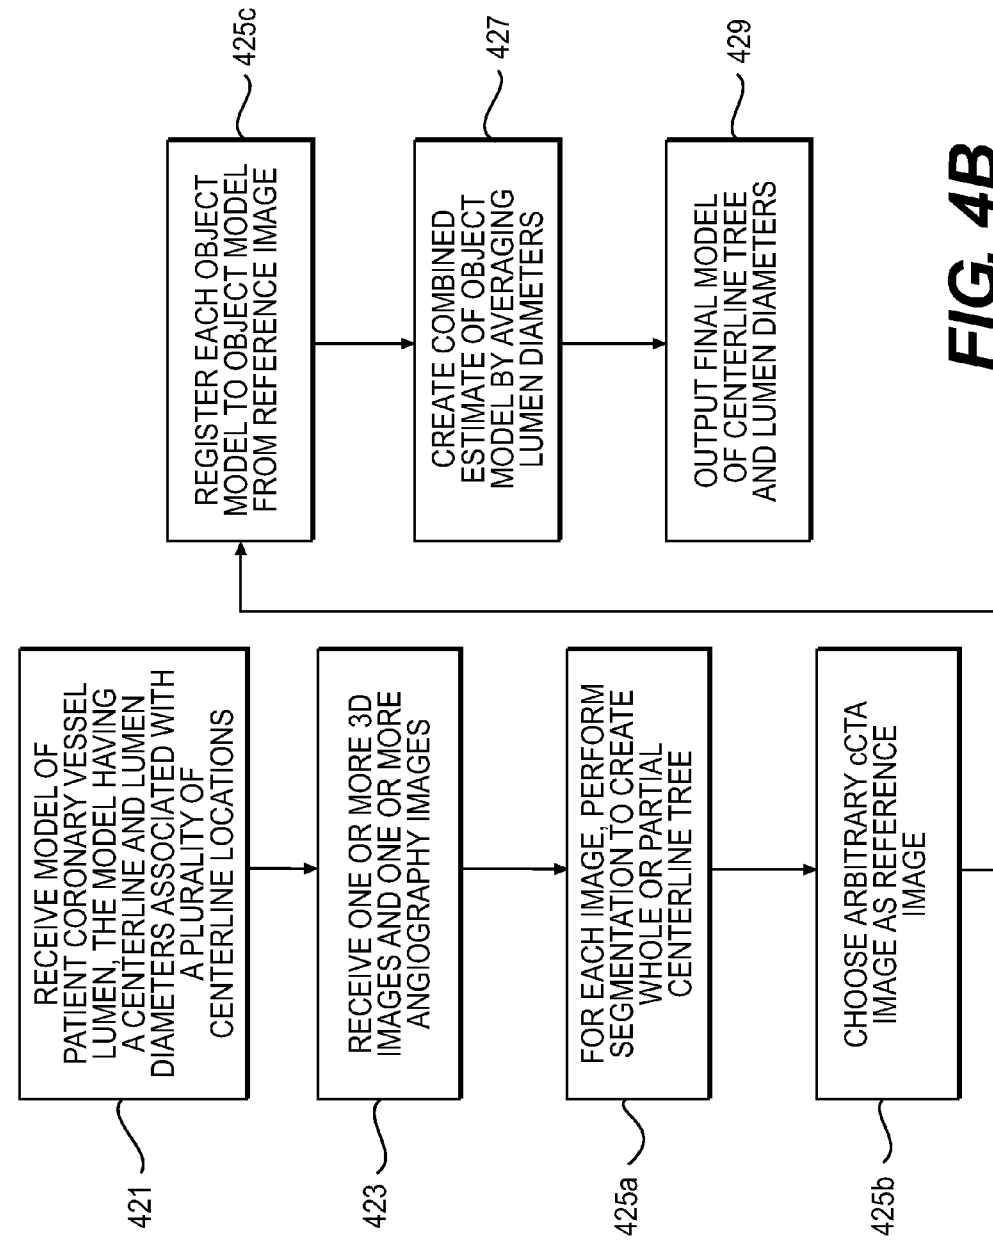 RECEIVE MODEL OF
PATIENT CORONARY VESSEL
LUMEN, THE MODEL HAVING
A CENTERLINE AND LUMEN
DIAMETERS ASSOCIATED WITH
A PLURALITY OF
CENTERLINE LOCATIONS
421
RECEIVE ONE OR MORE 3D
IMAGES AND ONE OR MORE
ANGIOGRAPHY IMAGES
423
FOR EACH IMAGE, PERFORM
SEGMENTATION TO CREATE
WHOLE OR PARTIAL
CENTERLINE TREE
425a
CHOOSE ARBITRARY cCTA
IMAGE AS REFERENCE
IMAGE
425b
REGISTER EACH OBJECT
MODEL TO OBJECT MODEL
FROM REFERENCE IMAGE
425c
CREATE COMBINED
ESTIMATE OF OBJECT
MODEL BY AVERAGING
LUMEN DIAMETERS
427
OUTPUT FINAL MODEL
OF CENTERLINE TREE
AND LUMEN DIAMETERS
429
FIG. 4B